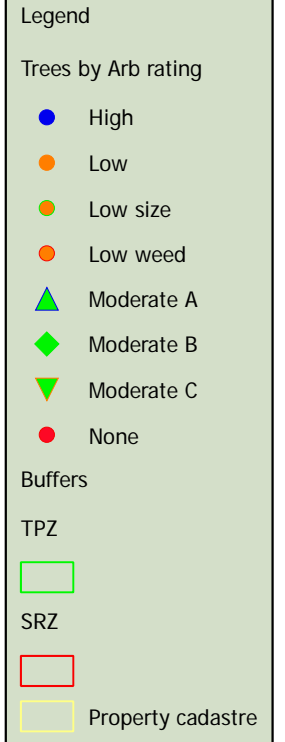 Legend
Trees by Arb rating
High
Low
Low size
Low weed
Moderate A
Moderate B
Moderate C
None
Buffers
TPZ
SRZ
Property cadastre